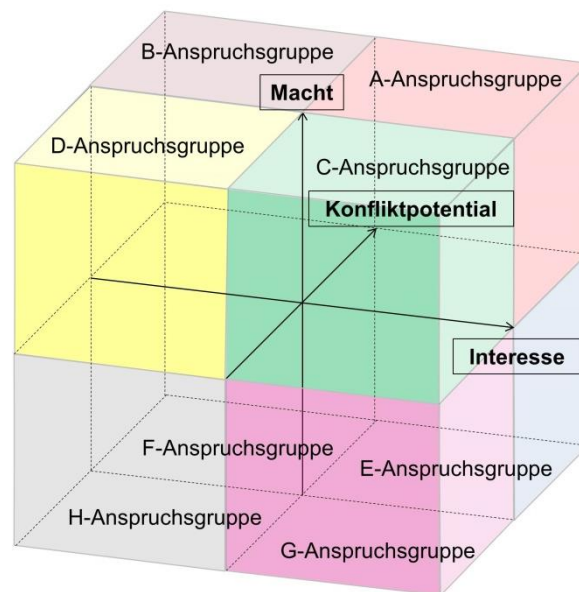 B-Anspruchsgruppe
A-Anspruchsgruppe
Macht
D-Anspruchsgruppe
C-Anspruchsgruppe
Konfliktpotential
Interesse
F-Anspruchsgruppe
E-Anspruchsgruppe
H-Anspruchsgruppe
G-Anspruchsgruppe